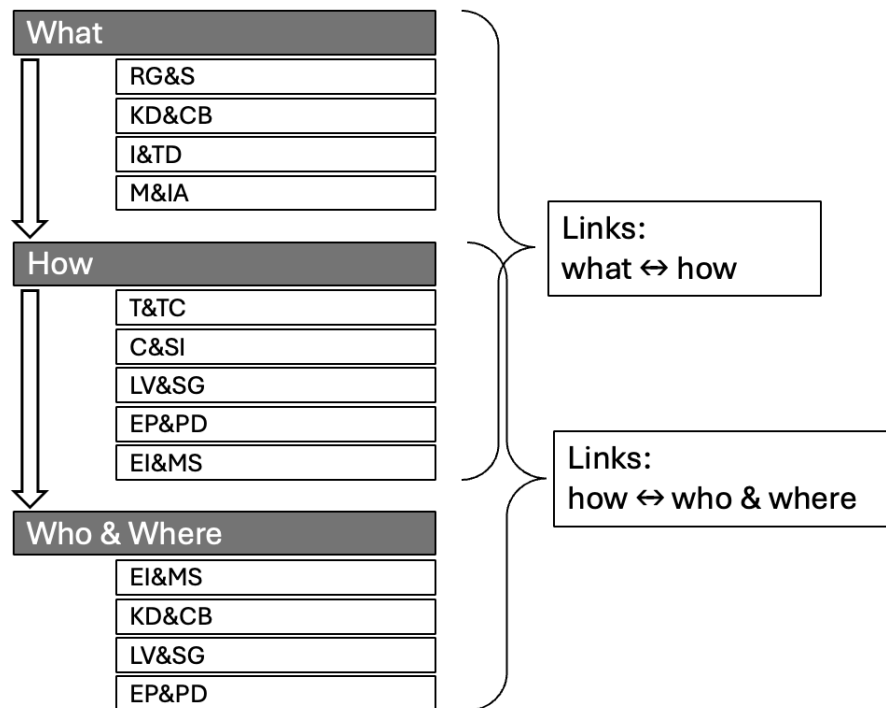 What
RG&S
KD&CB
I&TD
M&IA
How
T&TC
C&SI
LV&SG
EP&PD
EI&MS
Who & Where
EI&MS
KD&CB
LV&SG
EP&PD
Links:
what ↔ how
Links:
how ↔ who & where